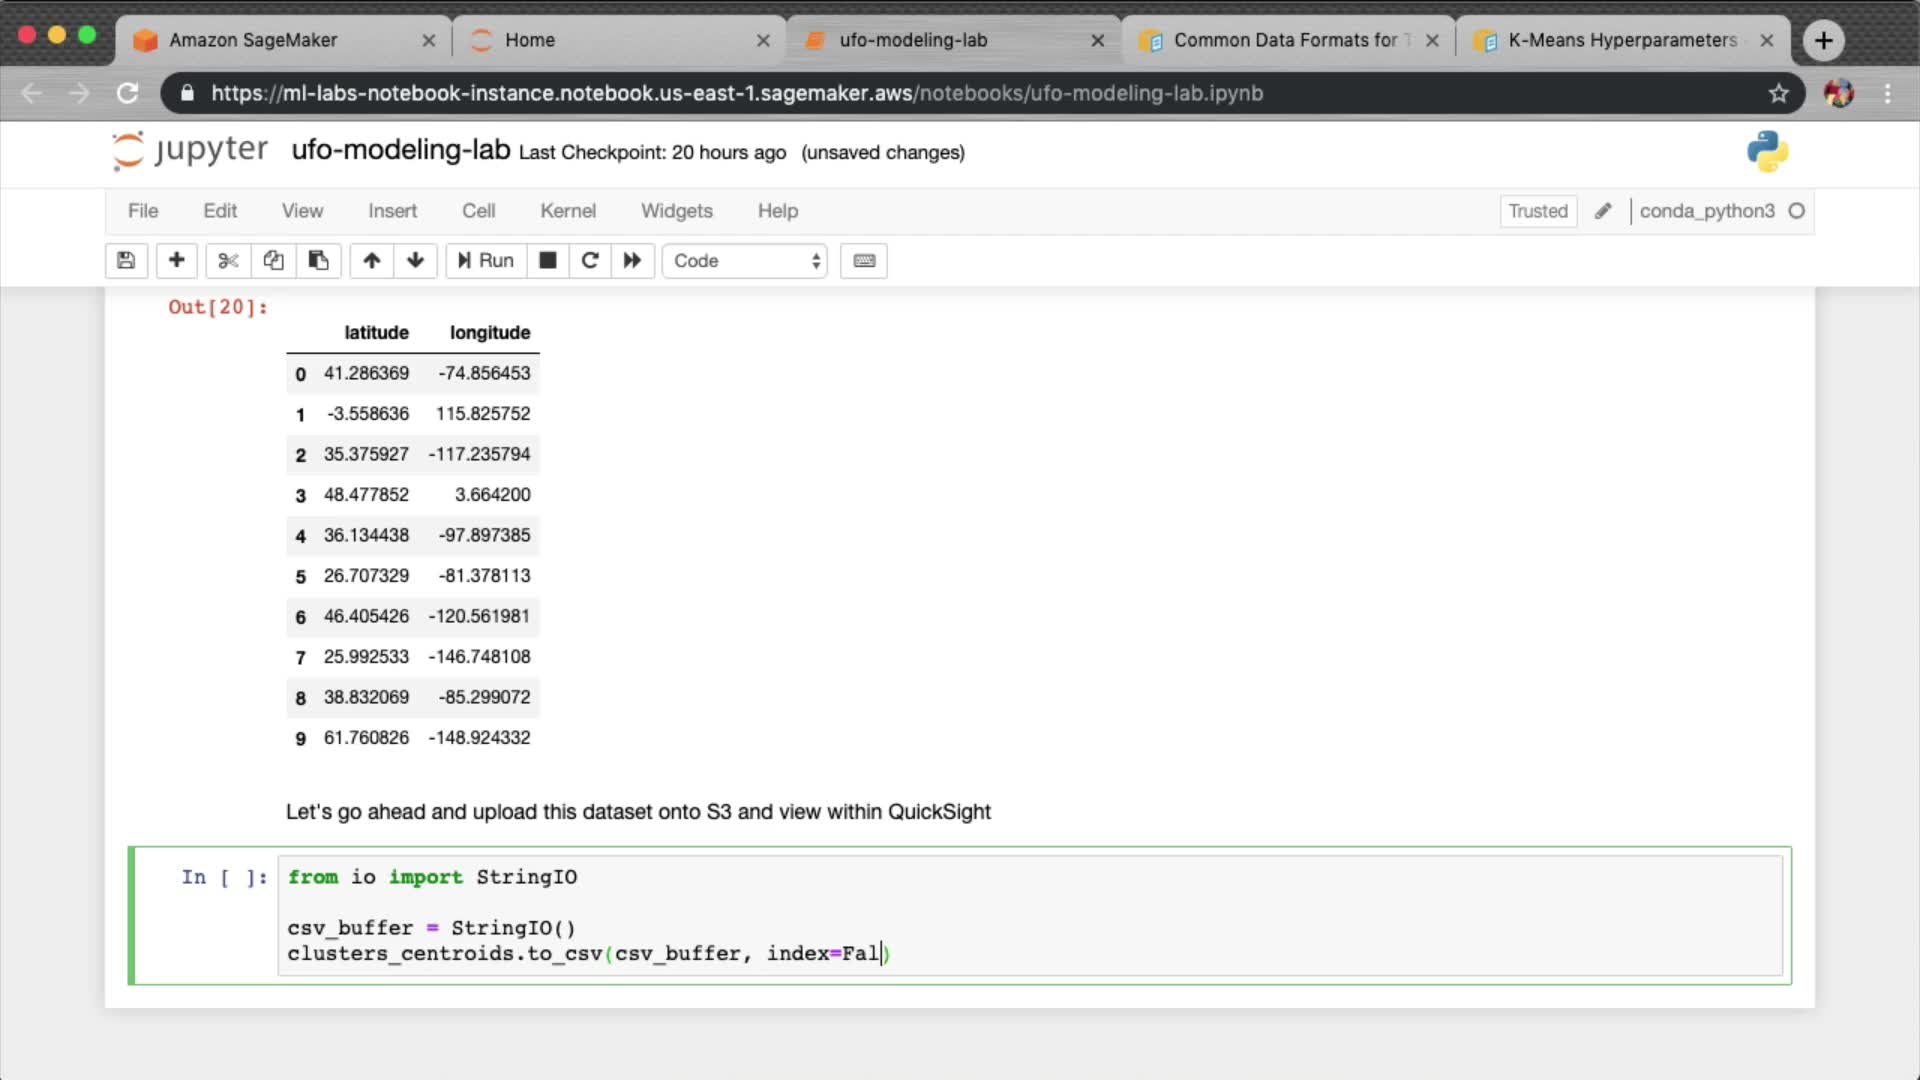 Amazon SageMaker
Home
ufo-modeling-lab
Common Data Formats for T
K-Means Hyperparameters
https://ml-labs-notebook-instance.notebook.us-east-1.sagemaker.aws/notebooks/ufo-modeling-lab.ipynb
jupyter ufo-modeling-lab Last Checkpoint: 20 hours ago (unsaved changes)
File Edit View Insert Cell Kernel Widgets Help Trusted conda_python3
Run Code
Out[20]:
latitude longitude
0 41.286369 -74.856453
1 -3.558636 115.825752
2 35.375927 -117.235794
3 48.477852 3.664200
4 36.134438 -97.897385
5 26.707329 -81.378113
6 46.405426 -120.561981
7 25.992533 -146.748108
8 38.832069 -85.299072
9 61.760826 -148.924332
Let's go ahead and upload this dataset onto S3 and view within QuickSight
In [ ]: from io import StringIO
csv_buffer = StringIO()
clusters_centroids.to_csv(csv_buffer, index=Fal)